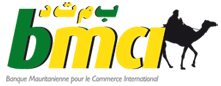 ب م ت د
bmci
Banque Mauritanienne pour le Commerce International